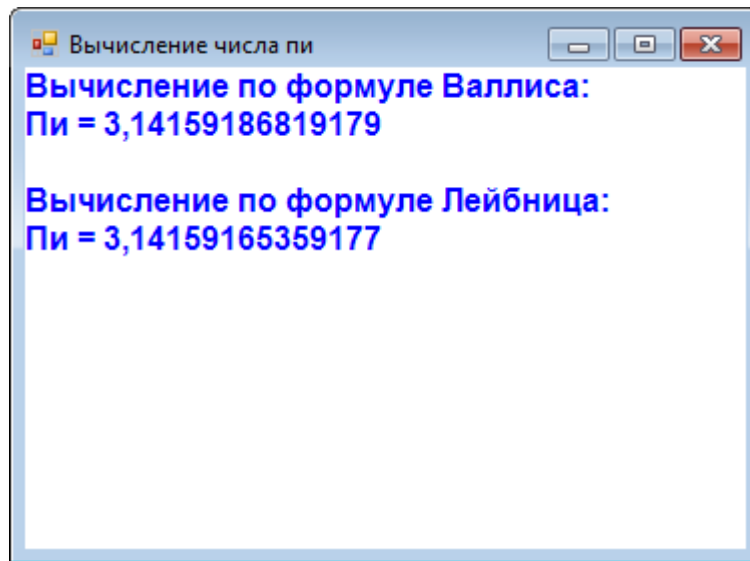 Вычисление числа пи
Вычисление по формуле Валлиса:
Пи = 3,14159186819179
Вычисление по формуле Лейбница:
Пи = 3,14159165359177